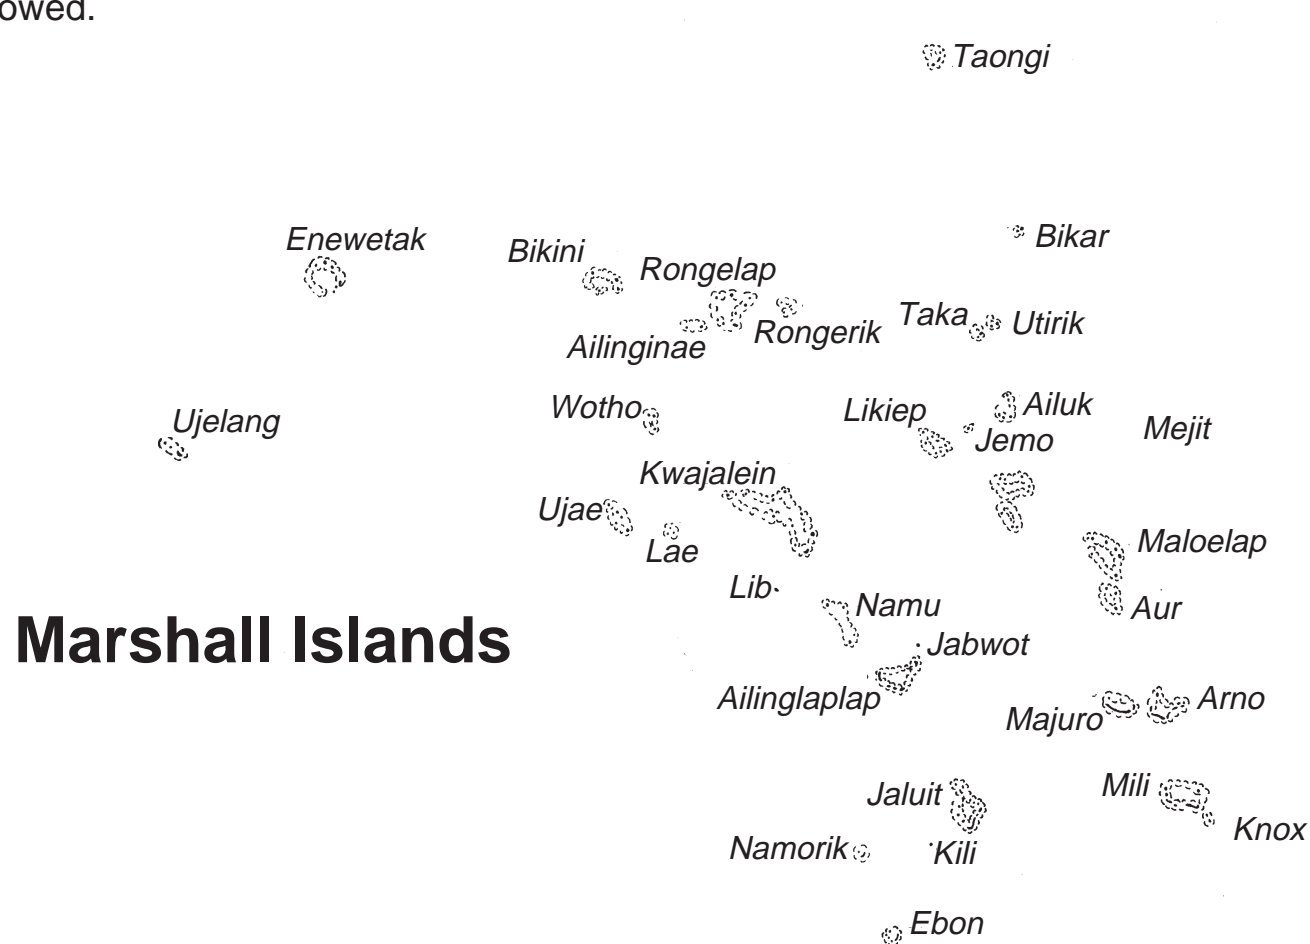 owed.
Taongi
Bikar
Enewetak
Bikini
Rongelap
Taka
Utirik
Rongerik
Ailinginae
Wotho
Likiep
Ailuk
Ujelang
Mejit
Jemo
Kwajalein
Ujae
Maloelap
Lae
Lib
Namu
Aur
Marshall Islands
Jabwot
Ailinglaplap
Arno
Majuro
Mili
Jaluit
Knox
Namorik
Kili
Ebon